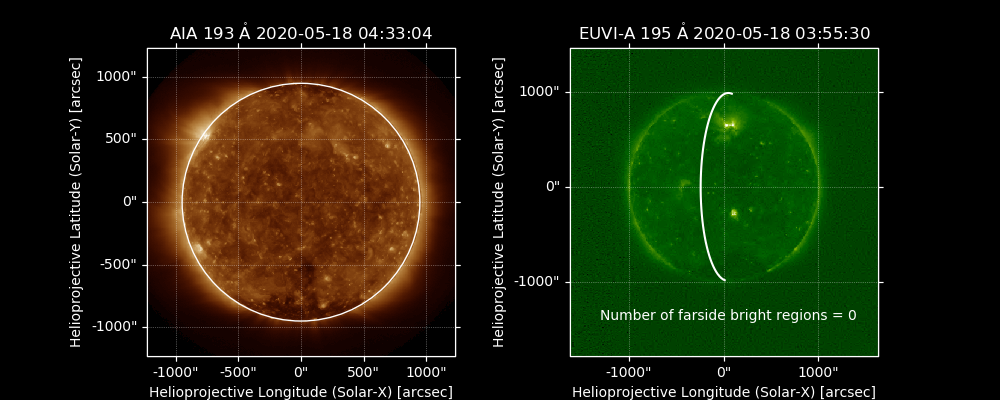 AIA 193 Å 2020-05-18 04:33:04
Helioprojective Latitude (Solar-Y) [arcsec]
1000"
500"
0"
-500"
-1000"
-1000"
-500"
0"
500"
1000"
Helioprojective Longitude (Solar-X) [arcsec]
EUVI-A 195 Å 2020-05-18 03:55:30
Helioprojective Latitude (Solar-Y) [arcsec]
1000"
0"
-1000"
Number of farside bright regions = 0
-1000"
0"
1000"
Helioprojective Longitude (Solar-X) [arcsec]